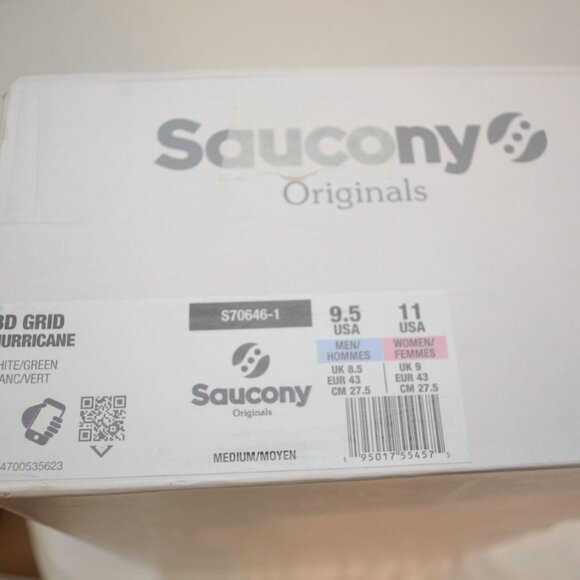 Saucony
Originals
3D GRID
HURRICANE
WHITE/GREEN
BLANC/VERT
4700535623
S70646-1
Saucony
Originals
MEDIUM/MOYEN
9.5 USA
MEN/HOMMES
UK 8.5
EUR 43
CM 27.5
11 USA
WOMEN/FEMMES
UK 9
EUR 43
CM 27.5
1 95017 55457 5